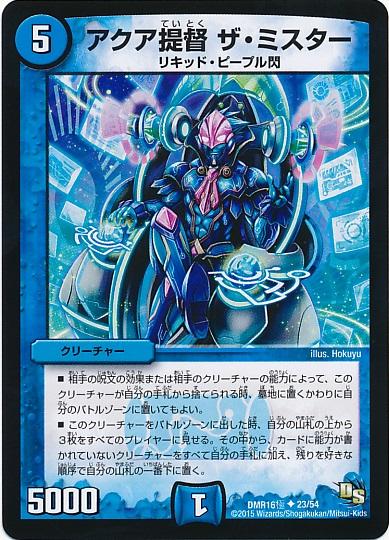 5
ていとく
アクア提督 ザ・ミスター
リキッド・ピープル閃
illus. Hokuyu
クリーチャー
■ 相手の呪文の効果または相手のクリーチャーの能力によって、この
クリーチャーが自分の手札から捨てられる時、墓地に置くかわりに自
分のバトルゾーンに置いてもよい。
■ このクリーチャーをバトルゾーンに出した時、自分の山札の上から
3枚をすべてのプレイヤーに見せる。その中から、カードに能力が書
かれていないクリーチャーをすべて自分の手札に加え、残りを好きな
順序で自分の山札の一番下に置く。
5000
1
DMR16極 23/54
©2015 Wizards/Shogakukan/Mitsui-Kids
DS